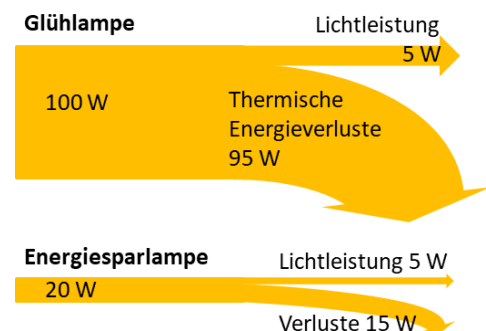 Glühlampe
Lichtleistung
5 W
100 W
Thermische
Energieverluste
95 W
Energiesparlampe
Lichtleistung 5 W
20 W
Verluste 15 W